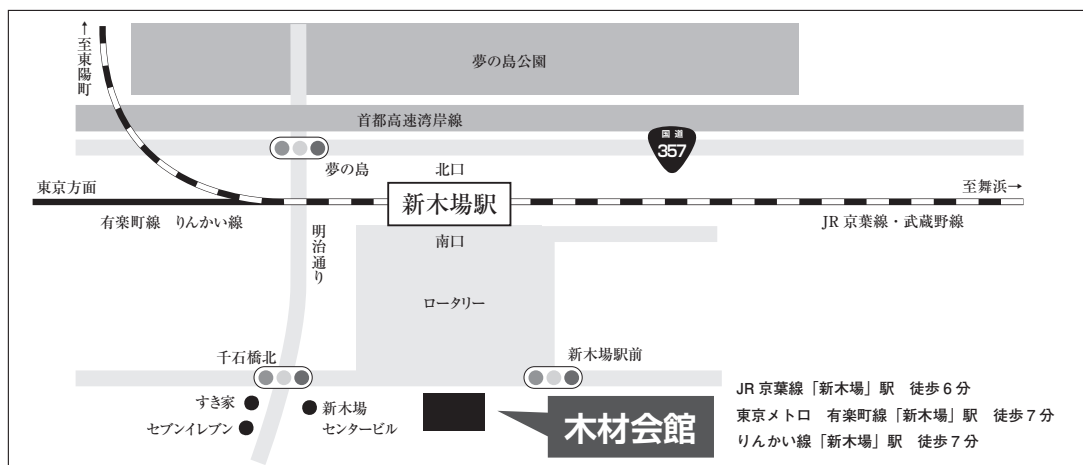 ↑至東陽町
夢の島公園
首都高速湾岸線
国道
357
夢の島
北口
東京方面
新木場駅
至舞浜→
有楽町線　りんかい線
JR 京葉線・武蔵野線
明治通り
南口
ロータリー
千石橋北
新木場駅前
すき家
新木場
センタービル
セブンイレブン
木材会館
JR 京葉線「新木場」駅　徒歩 6 分
東京メトロ　有楽町線「新木場」駅　徒歩 7 分
りんかい線「新木場」駅　徒歩 7 分